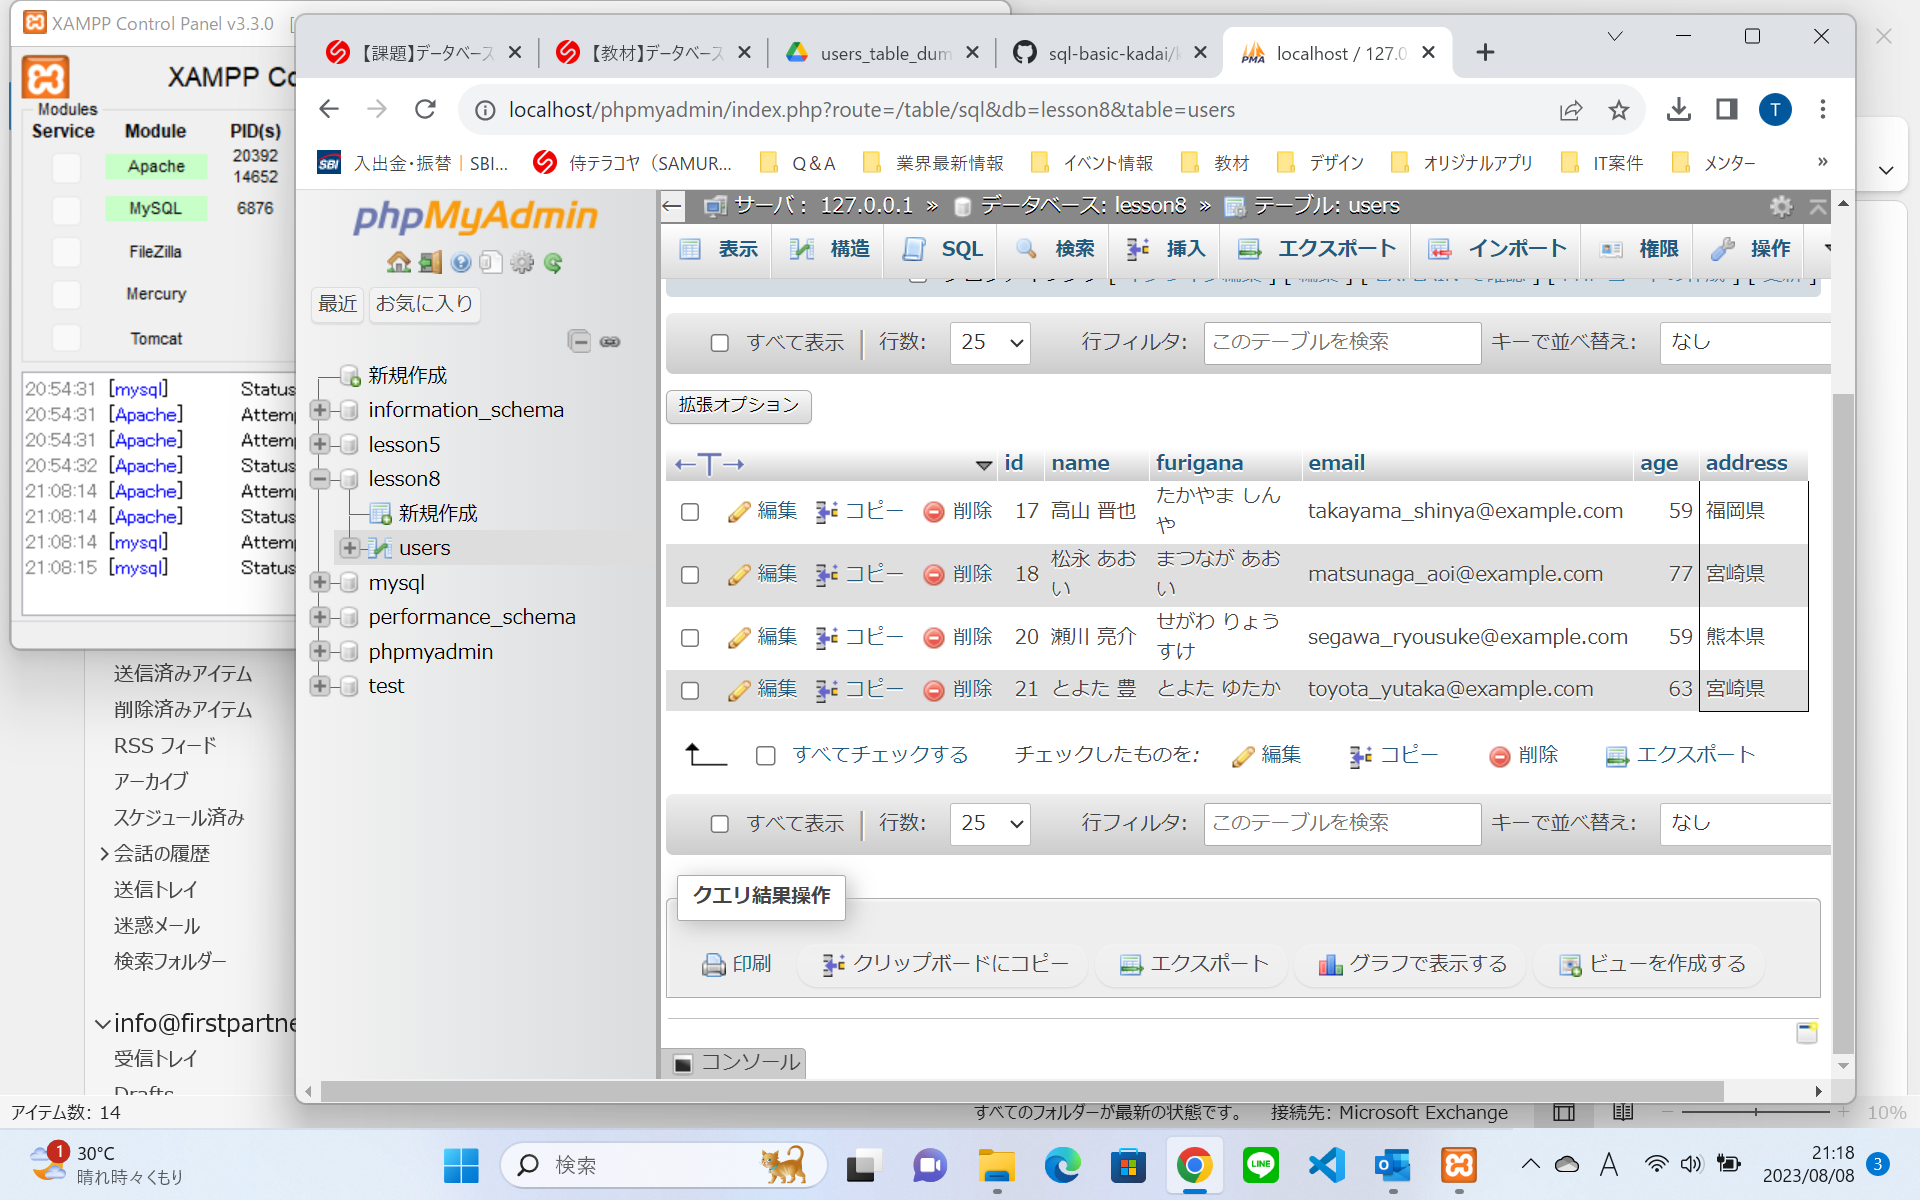 XAMPP Control Panel v3.3.0
XAMPP Co
Modules
Service Module PID(s)
Apache 20392 14652
MySQL 6876
FileZilla
Mercury
Tomcat
20:54:31 [mysql] Status
20:54:31 [Apache] Attem
20:54:31 [Apache] Attem
20:54:32 [Apache] Status
21:08:14 [Apache] Attem
21:08:14 [Apache] Status
21:08:14 [mysql] Attem
21:08:15 [mysql] Status
送信済みアイテム
削除済みアイテム
RSS フィード
アーカイブ
スケジュール済み
会話の履歴
送信トレイ
迷惑メール
検索フォルダー
info@firstpartne
受信トレイ
Drafts
アイテム数: 14
【課題】データベース
【教材】データベース
users_table_dum
sql-basic-kadai/k
localhost / 127.0
localhost/phpmyadmin/index.php?route=/table/sql&db=lesson8&table=users
T
SBI 入出金・振替 | SBI...
侍テラコヤ（SAMUR...
Q&A
業界最新情報
イベント情報
教材
デザイン
オリジナルアプリ
IT案件
メンター
»
phpMyAdmin
最近 お気に入り
新規作成
information_schema
lesson5
lesson8
新規作成
users
mysql
performance_schema
phpmyadmin
test
サーバ: 127.0.0.1 » データベース: lesson8 » テーブル: users
表示 構造 SQL 検索 挿入 エクスポート インポート 権限 操作
すべて表示 行数: 25 行フィルタ: このテーブルを検索 キーで並べ替え: なし
拡張オプション
←T→ id name furigana email age address
編集 コピー 削除 17 高山 晋也 たかやま しんや takayama_shinya@example.com 59 福岡県
編集 コピー 削除 18 松永 あおい まつなが あおい matsunaga_aoi@example.com 77 宮崎県
編集 コピー 削除 20 瀬川 亮介 せがわ りょうすけ segawa_ryousuke@example.com 59 熊本県
編集 コピー 削除 21 とよた 豊 とよた ゆたか toyota_yutaka@example.com 63 宮崎県
すべてチェックする チェックしたものを: 編集 コピー 削除 エクスポート
すべて表示 行数: 25 行フィルタ: このテーブルを検索 キーで並べ替え: なし
クエリ結果操作
印刷 クリップボードにコピー エクスポート グラフで表示する ビューを作成する
コンソール
すべてのフォルダーが最新の状態です。 接続先: Microsoft Exchange 10%
1 30°C
晴れ時々くもり
検索
LINE
A
21:18
2023/08/08
3